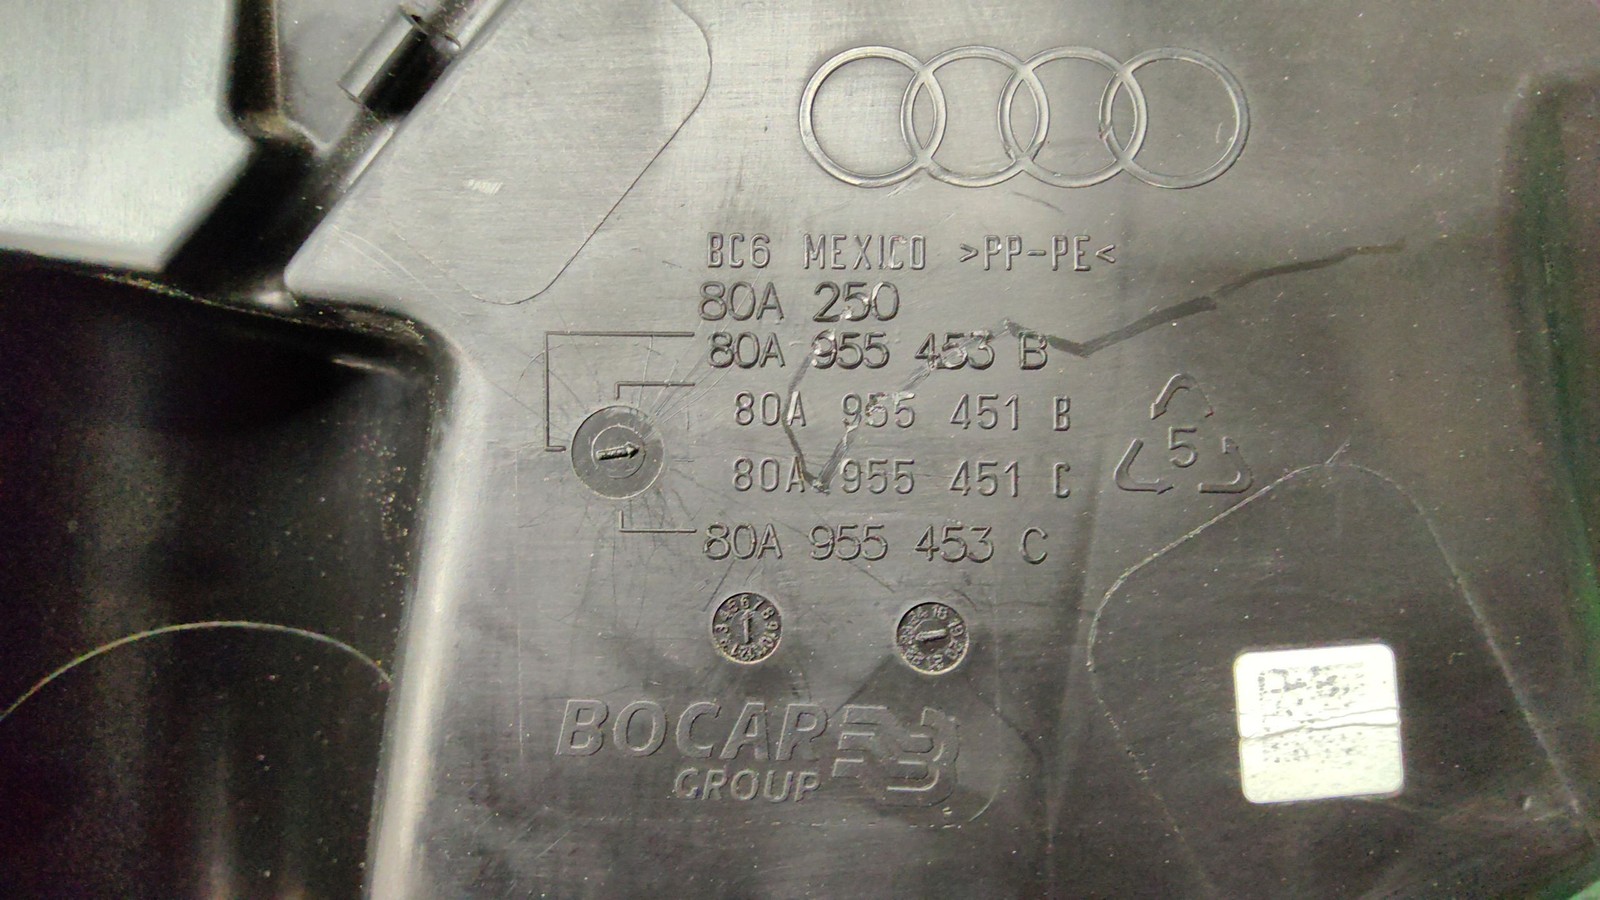 BC6 MEXICO >PP-PE<
80A 250
80A 955 453 B
80A 955 451 B
80A 955 451 C
5
80A 955 453 C
BOCAR
GROUP